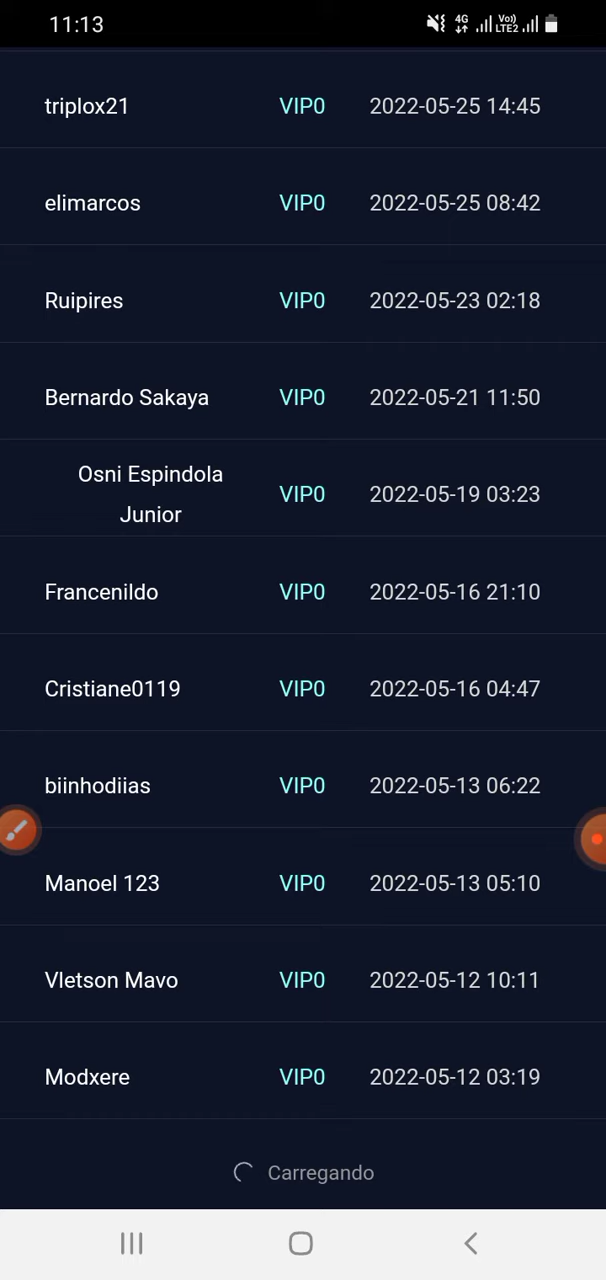 11:13 4G Vo)) LTE2
triplox21 VIP0 2022-05-25 14:45
elimarcos VIP0 2022-05-25 08:42
Ruipires VIP0 2022-05-23 02:18
Bernardo Sakaya VIP0 2022-05-21 11:50
Osni Espindola
Junior VIP0 2022-05-19 03:23
Francenildo VIP0 2022-05-16 21:10
Cristiane0119 VIP0 2022-05-16 04:47
biinhodiias VIP0 2022-05-13 06:22
Manoel 123 VIP0 2022-05-13 05:10
Vletson Mavo VIP0 2022-05-12 10:11
Modxere VIP0 2022-05-12 03:19
Carregando